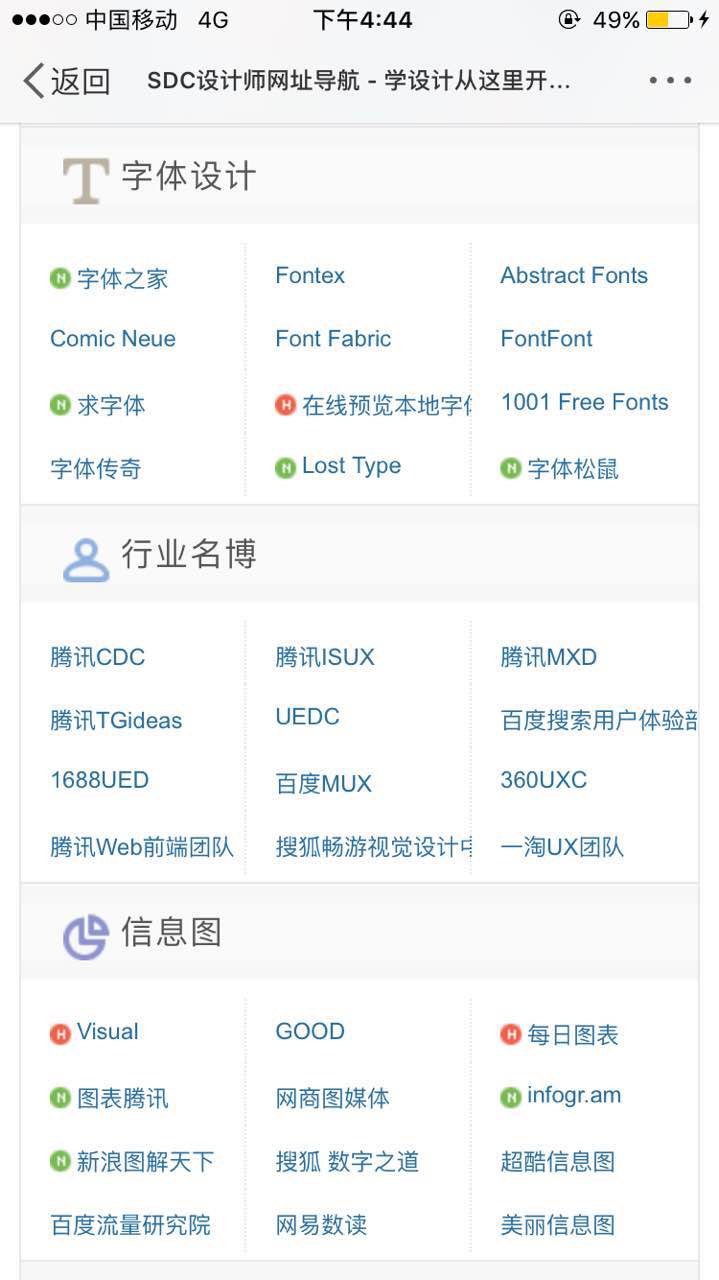 中国移动 4G 下午4:44 49%
返回 SDC设计师网址导航 - 学设计从这里开...
字体设计
N 字体之家 Fontex Abstract Fonts
Comic Neue Font Fabric FontFont
N 求字体 H 在线预览本地字体 1001 Free Fonts
字体传奇 N Lost Type N 字体松鼠
行业名博
腾讯CDC 腾讯ISUX 腾讯MXD
腾讯TGideas UEDC 百度搜索用户体验部
1688UED 百度MUX 360UXC
腾讯Web前端团队 搜狐畅游视觉设计中 一淘UX团队
信息图
H Visual GOOD H 每日图表
N 图表腾讯 网商图媒体 N infogr.am
N 新浪图解天下 搜狐 数字之道 超酷信息图
百度流量研究院 网易数读 美丽信息图